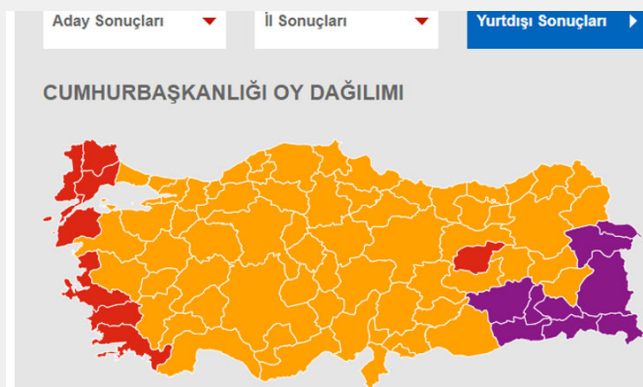 Aday Sonuçları
İl Sonuçları
Yurtdışı Sonuçları
CUMHURBAŞKANLIĞI OY DAĞILIMI